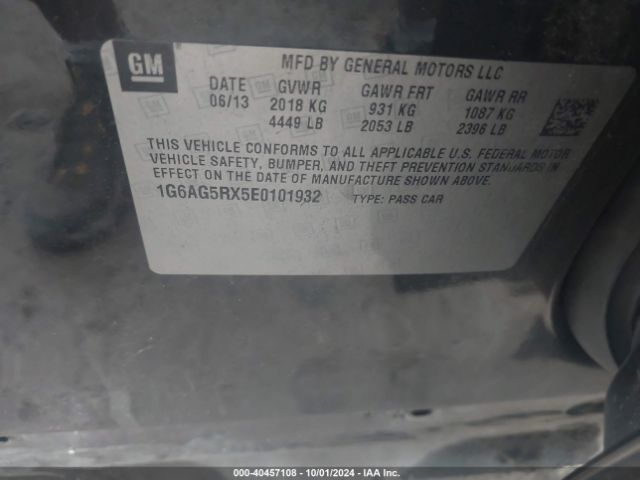 GM
MFD BY GENERAL MOTORS LLC
DATE GVWR GAWR FRT GAWR RR
06/13 2018 KG 931 KG 1087 KG
4449 LB 2053 LB 2396 LB
THIS VEHICLE CONFORMS TO ALL APPLICABLE U.S. FEDERAL MOTOR
VEHICLE SAFETY, BUMPER, AND THEFT PREVENTION STANDARDS IN
EFFECT ON THE DATE OF MANUFACTURE SHOWN ABOVE.
1G6AG5RX5E0101932 TYPE: PASS CAR
000-40457108 - 10/01/2024 - IAA Inc.